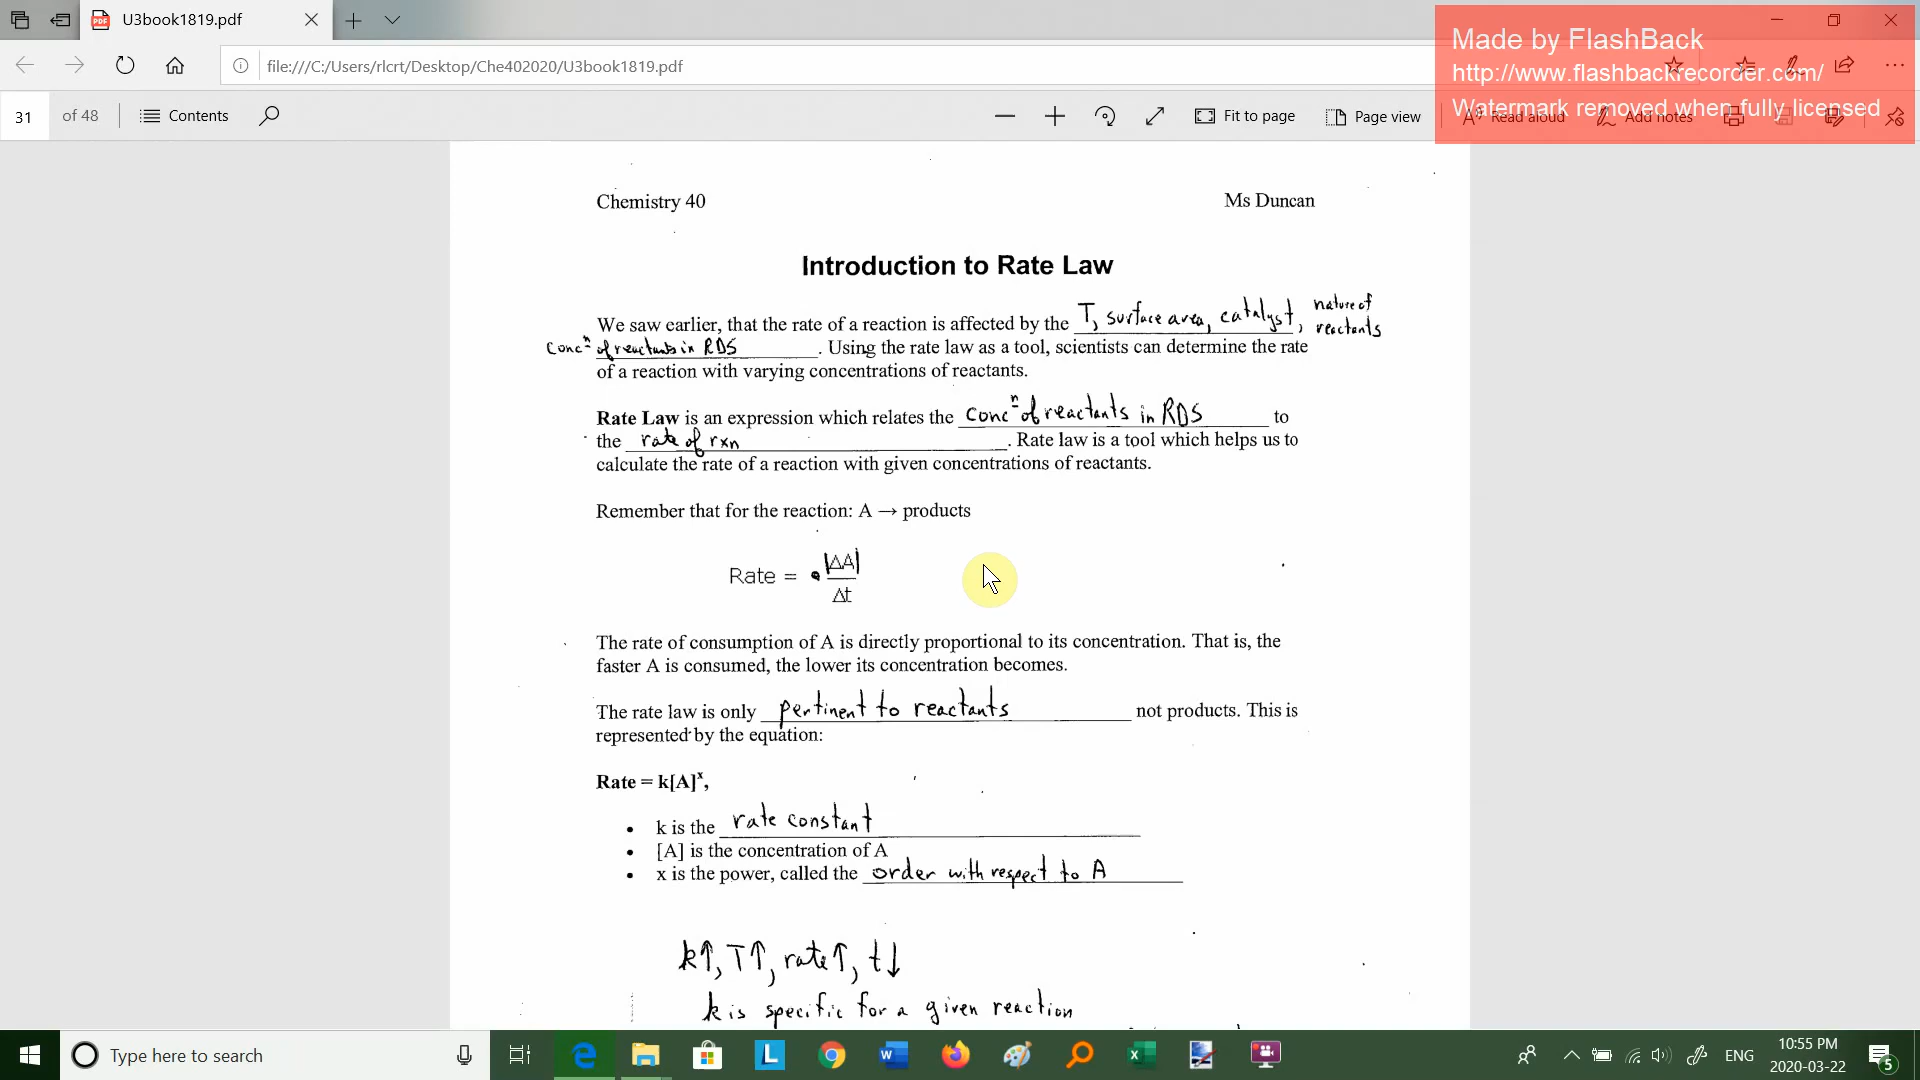 U3book1819.pdf
Made by FlashBack
http://www.flashbackrecorder.com/
Watermark removed when fully licensed
file:///C:/Users/rlcrt/Desktop/Che402020/U3book1819.pdf
31 of 48 Contents Fit to page Page view Read aloud Add notes
Chemistry 40 Ms Duncan
Introduction to Rate Law
We saw earlier, that the rate of a reaction is affected by the T, surface area, catalyst, nature of reactants
concⁿ of reactants in RDS. Using the rate law as a tool, scientists can determine the rate
of a reaction with varying concentrations of reactants.
Rate Law is an expression which relates the concⁿ of reactants in RDS to
the rate of rxn. Rate law is a tool which helps us to
calculate the rate of a reaction with given concentrations of reactants.
Remember that for the reaction: A → products
Rate = |ΔA|
Δt
The rate of consumption of A is directly proportional to its concentration. That is, the
faster A is consumed, the lower its concentration becomes.
The rate law is only pertinent to reactants not products. This is
represented by the equation:
Rate = k[A]ˣ,
• k is the rate constant
• [A] is the concentration of A
• x is the power, called the order with respect to A
k↑, T↑, rate↑, t↓
k is specific for a given reaction
Type here to search
ENG
10:55 PM
2020-03-22
5